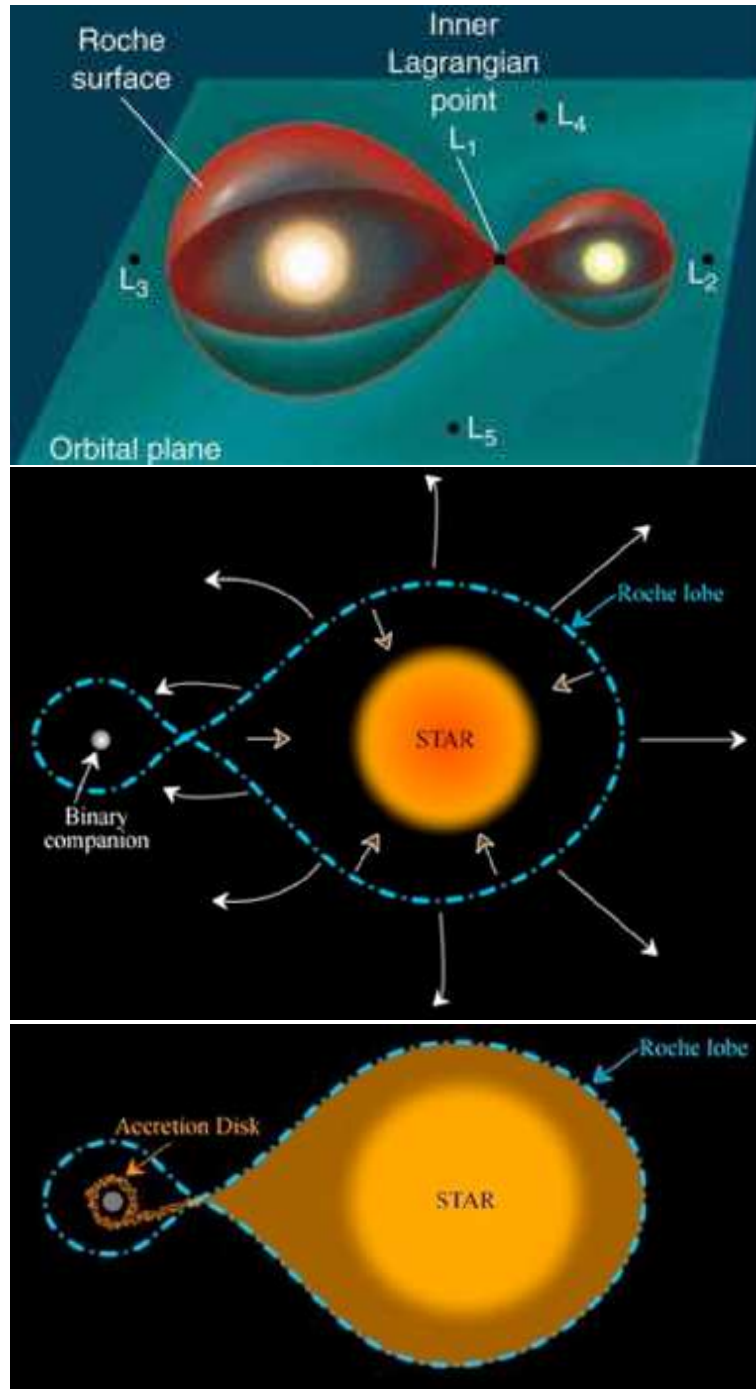 Roche
surface
Inner
Lagrangian
point
L₁
L₄
L₃
L₂
L₅
Orbital plane
Roche lobe
STAR
Binary
companion
Roche lobe
Accretion Disk
STAR